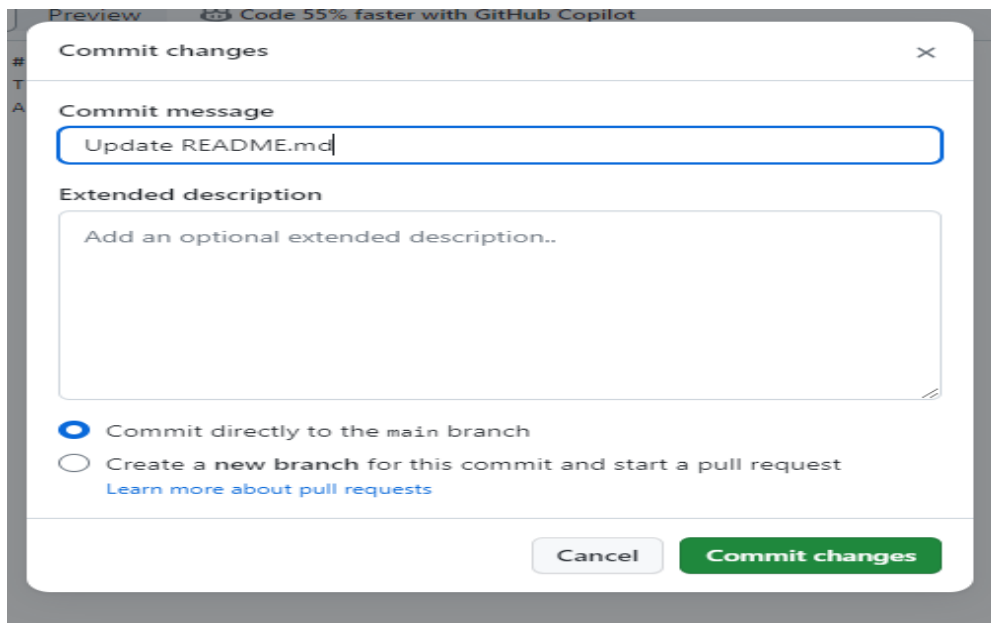 Preview Code 55% faster with GitHub Copilot
Commit changes
#
T
A
Commit message
Update README.md
Extended description
Add an optional extended description..
Commit directly to the main branch
Create a new branch for this commit and start a pull request
Learn more about pull requests
Cancel Commit changes